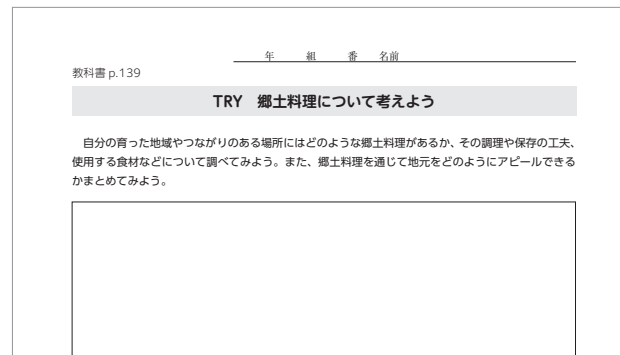 年　組　番　名前
教科書 p.139
TRY　郷土料理について考えよう
自分の育った地域やつながりのある場所にはどのような郷土料理があるか、その調理や保存の工夫、
使用する食材などについて調べてみよう。また、郷土料理を通じて地元をどのようにアピールできる
かまとめてみよう。